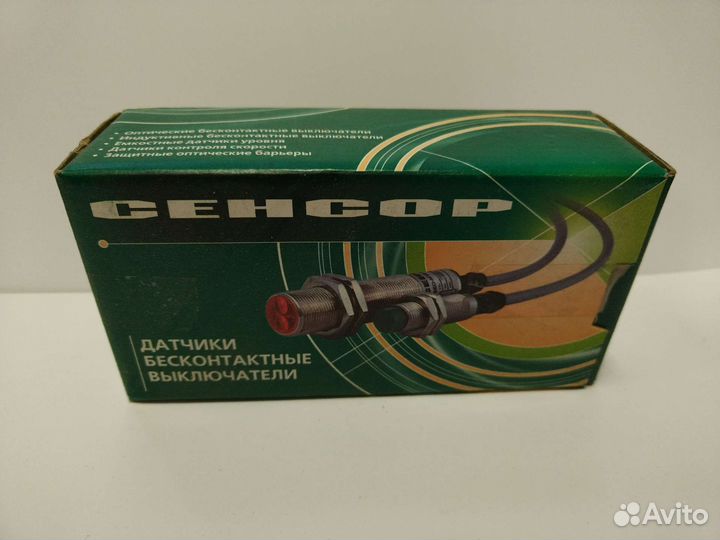 • Оптические бесконтактные выключатели
• Индуктивные бесконтактные выключатели
• Емкостные датчики уровня
• Датчики контроля скорости
• Защитные оптические барьеры
СЕНСОР
ДАТЧИКИ
БЕСКОНТАКТНЫЕ
ВЫКЛЮЧАТЕЛИ
Avito